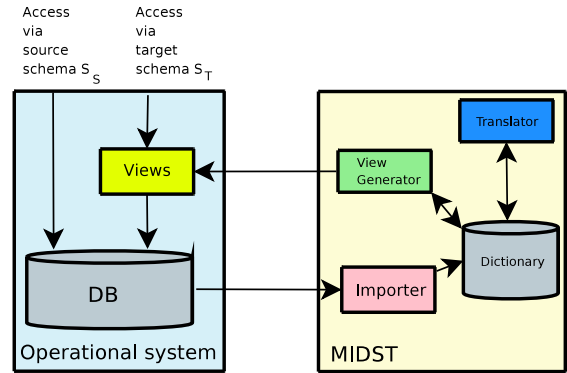 Access
via
source
schema S_S
Access
via
target
schema S_T
Translator
Views
View
Generator
Dictionary
DB
Importer
Operational system
MIDST